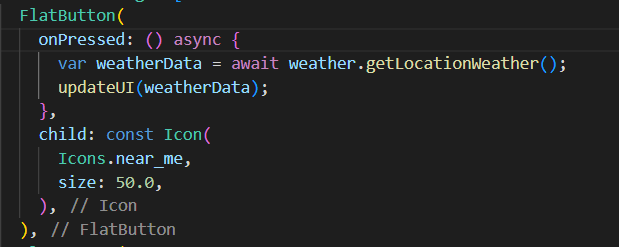 FlatButton(
onPressed: () async {
var weatherData = await weather.getLocationWeather();
updateUI(weatherData);
},
child: const Icon(
Icons.near_me,
size: 50.0,
), // Icon
), // FlatButton